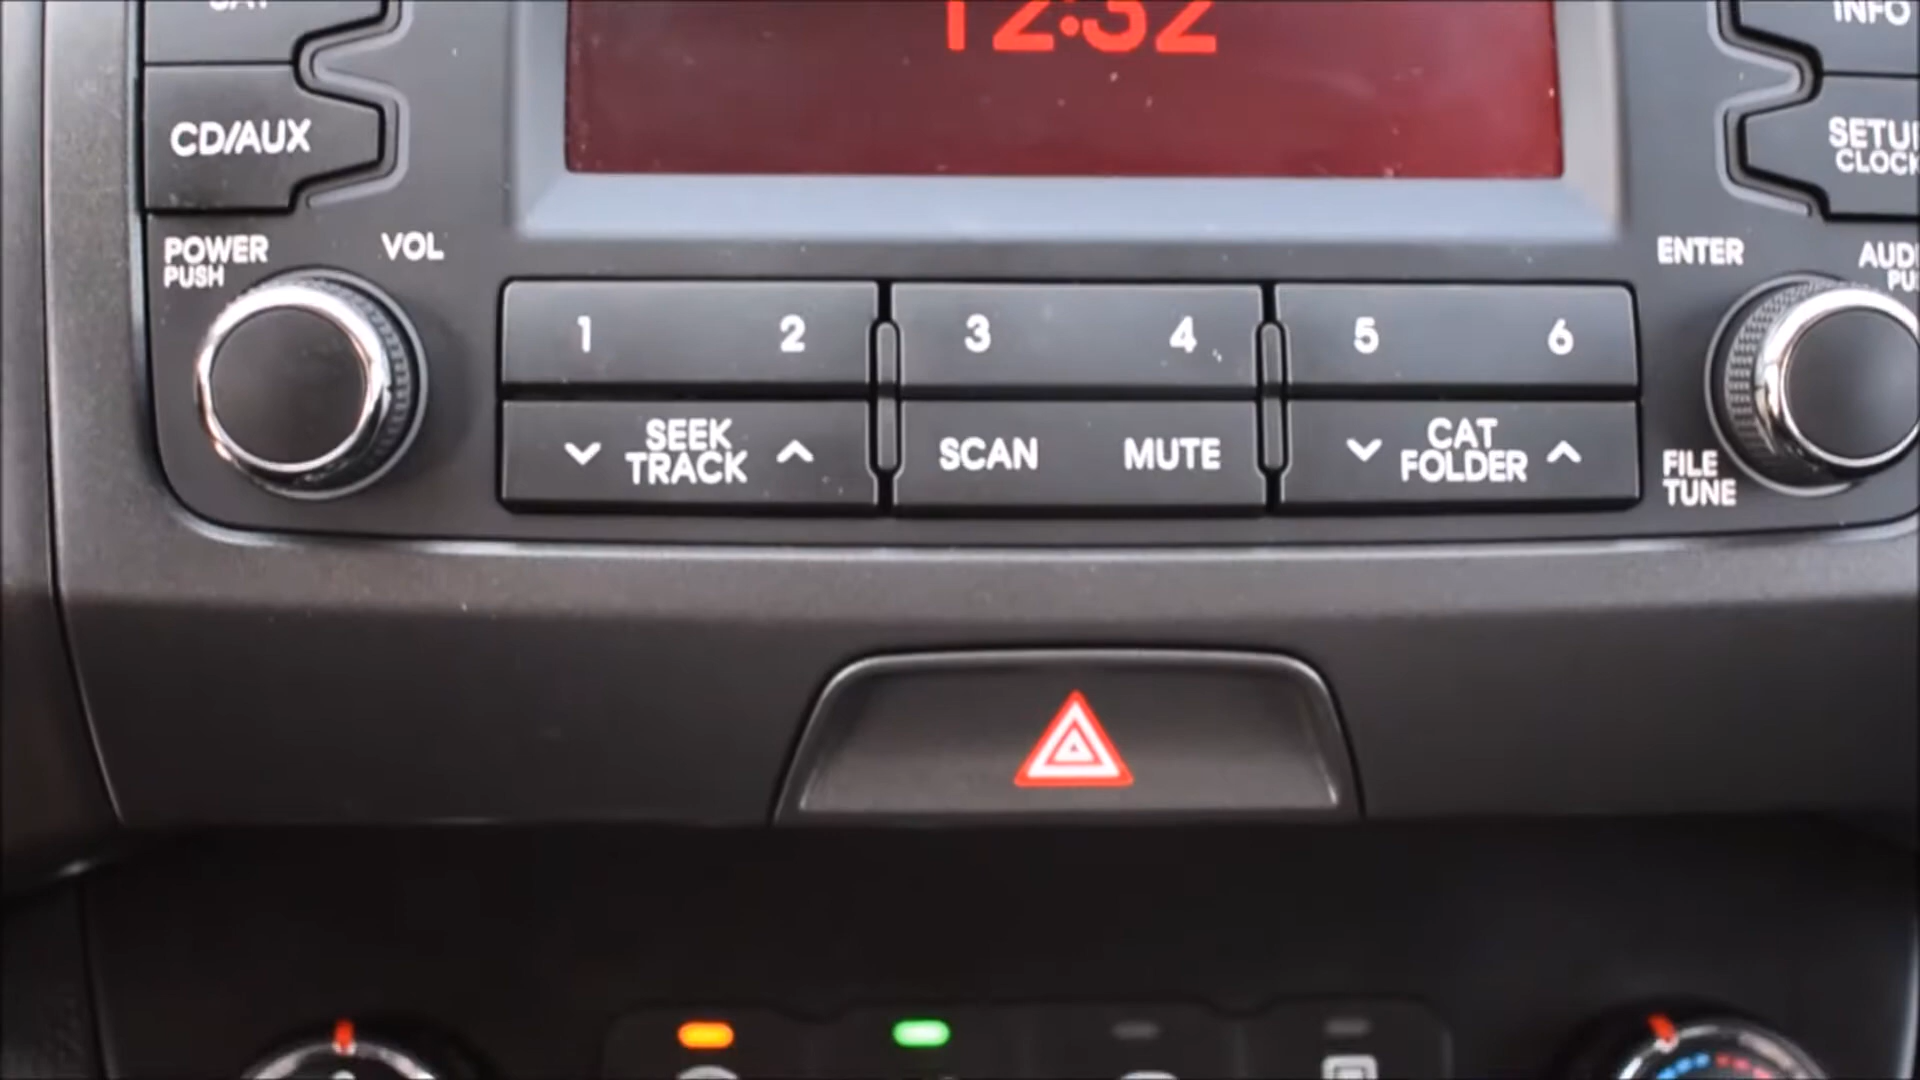 SAT
12:32
INFO
CD/AUX
SETUP
CLOCK
POWER
PUSH
VOL
ENTER
AUDIO
1 2 3 4 5 6
SEEK
TRACK
SCAN MUTE
CAT
FOLDER
FILE
TUNE